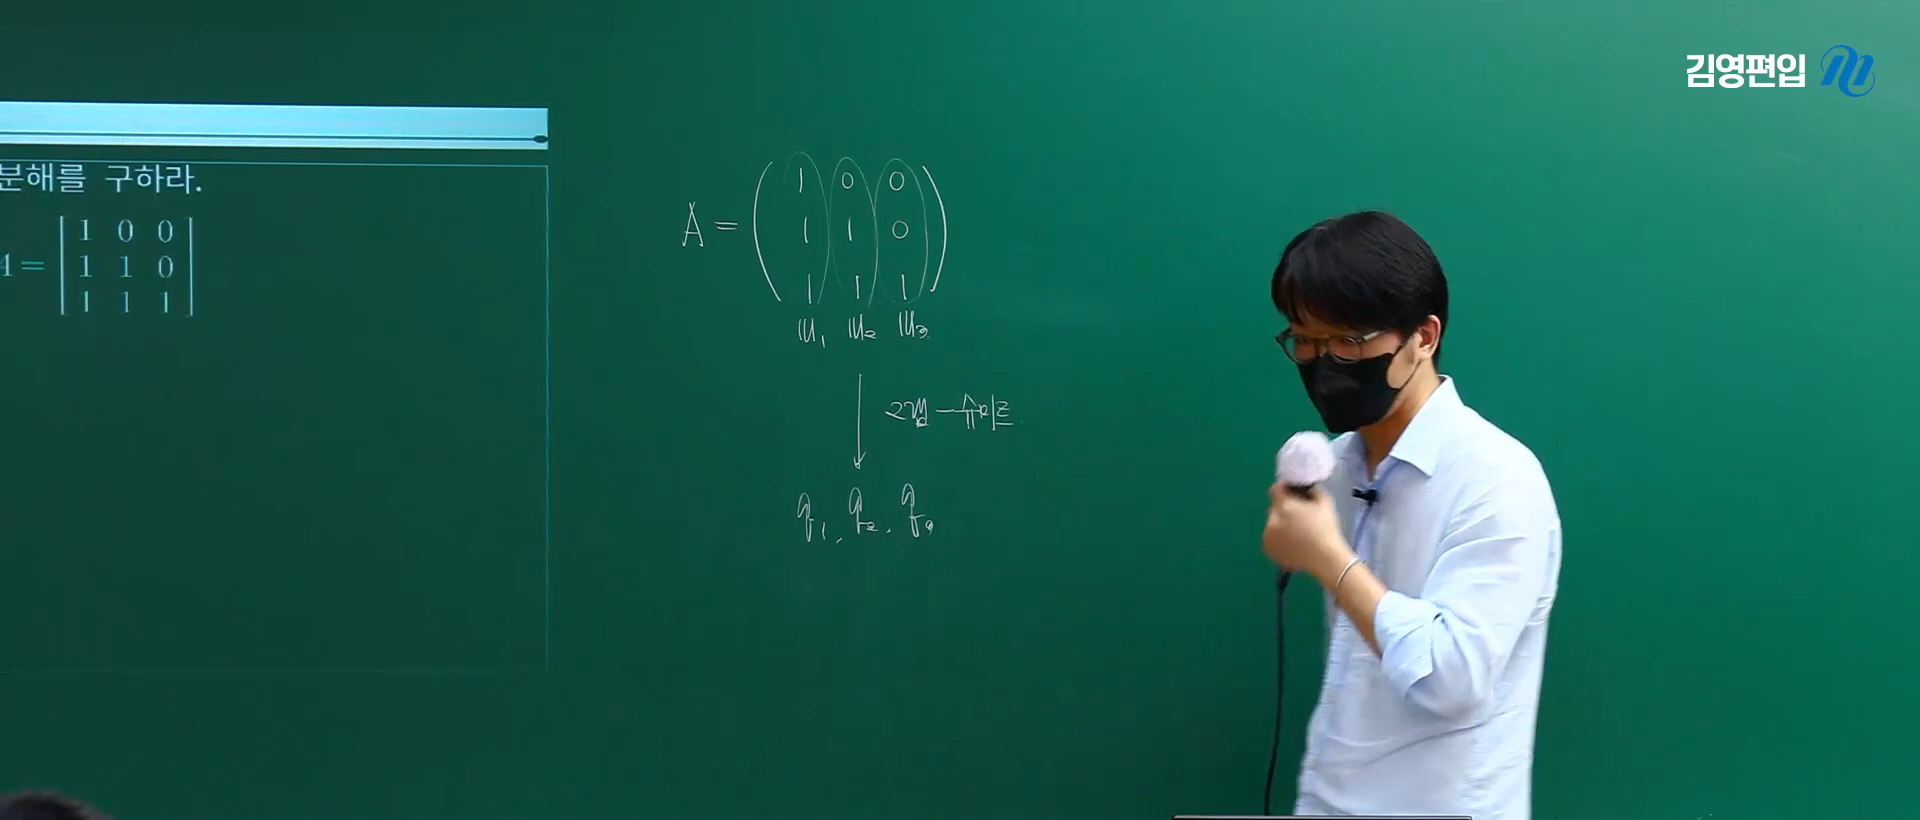 김영편입
분해를 구하라.
A = [ 1 0 0
1 1 0
1 1 1 ]
A = ( 1 0 0
1 1 0
1 1 1 )
u₁ u₂ u₃
그람-슈미트
q₁, q₂, q₃